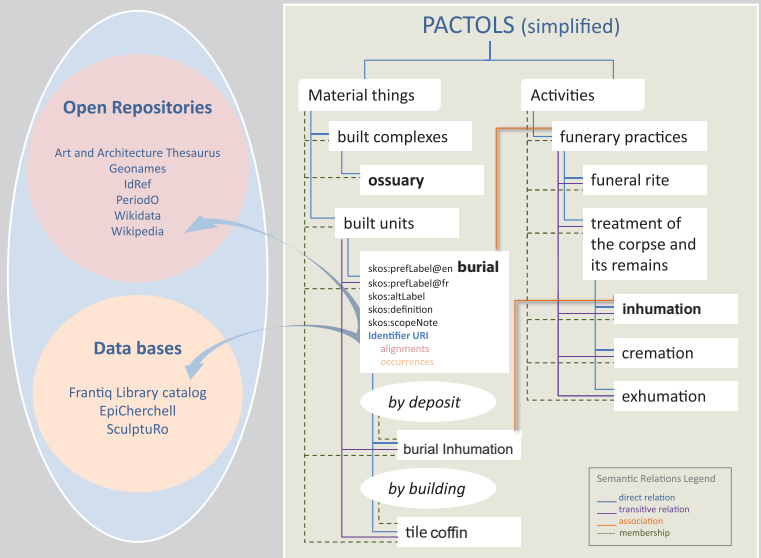 PACTOLS (simplified)
Open Repositories
Art and Architecture Thesaurus
Geonames
IdRef
PeriodO
Wikidata
Wikipedia
Data bases
Frantiq Library catalog
EpiCherchell
SculptuRo
Material things
built complexes
ossuary
built units
skos:prefLabel@en burial
skos:prefLabel@fr
skos:altLabel
skos:definition
skos:scopeNote
Identifier URI
alignments
occurrences
by deposit
burial Inhumation
by building
tile coffin
Activities
funerary practices
funeral rite
treatment of
the corpse and
its remains
inhumation
cremation
exhumation
Semantic Relations Legend
direct relation
transitive relation
association
membership